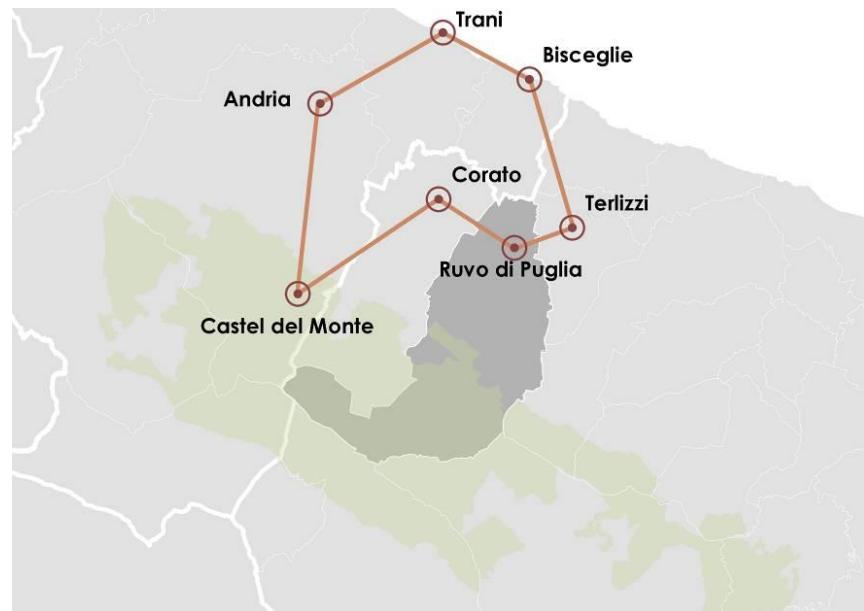 Trani
Bisceglie
Andria
Corato
Terlizzi
Ruvo di Puglia
Castel del Monte